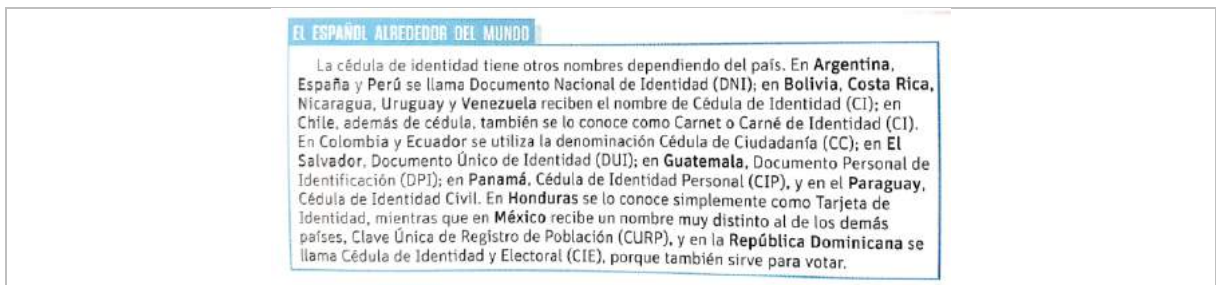 EL ESPAÑOL ALREDEDOR DEL MUNDO
La cédula de identidad tiene otros nombres dependiendo del país. En Argentina,
España y Perú se llama Documento Nacional de Identidad (DNI); en Bolivia, Costa Rica,
Nicaragua, Uruguay y Venezuela reciben el nombre de Cédula de Identidad (CI); en
Chile, además de cédula, también se lo conoce como Carnet o Carné de Identidad (CI).
En Colombia y Ecuador se utiliza la denominación Cédula de Ciudadanía (CC); en El
Salvador, Documento Único de Identidad (DUI); en Guatemala, Documento Personal de
Identificación (DPI); en Panamá, Cédula de Identidad Personal (CIP), y en el Paraguay,
Cédula de Identidad Civil. En Honduras se lo conoce simplemente como Tarjeta de
Identidad, mientras que en México recibe un nombre muy distinto al de los demás
países, Clave Única de Registro de Población (CURP), y en la República Dominicana se
llama Cédula de Identidad y Electoral (CIE), porque también sirve para votar.